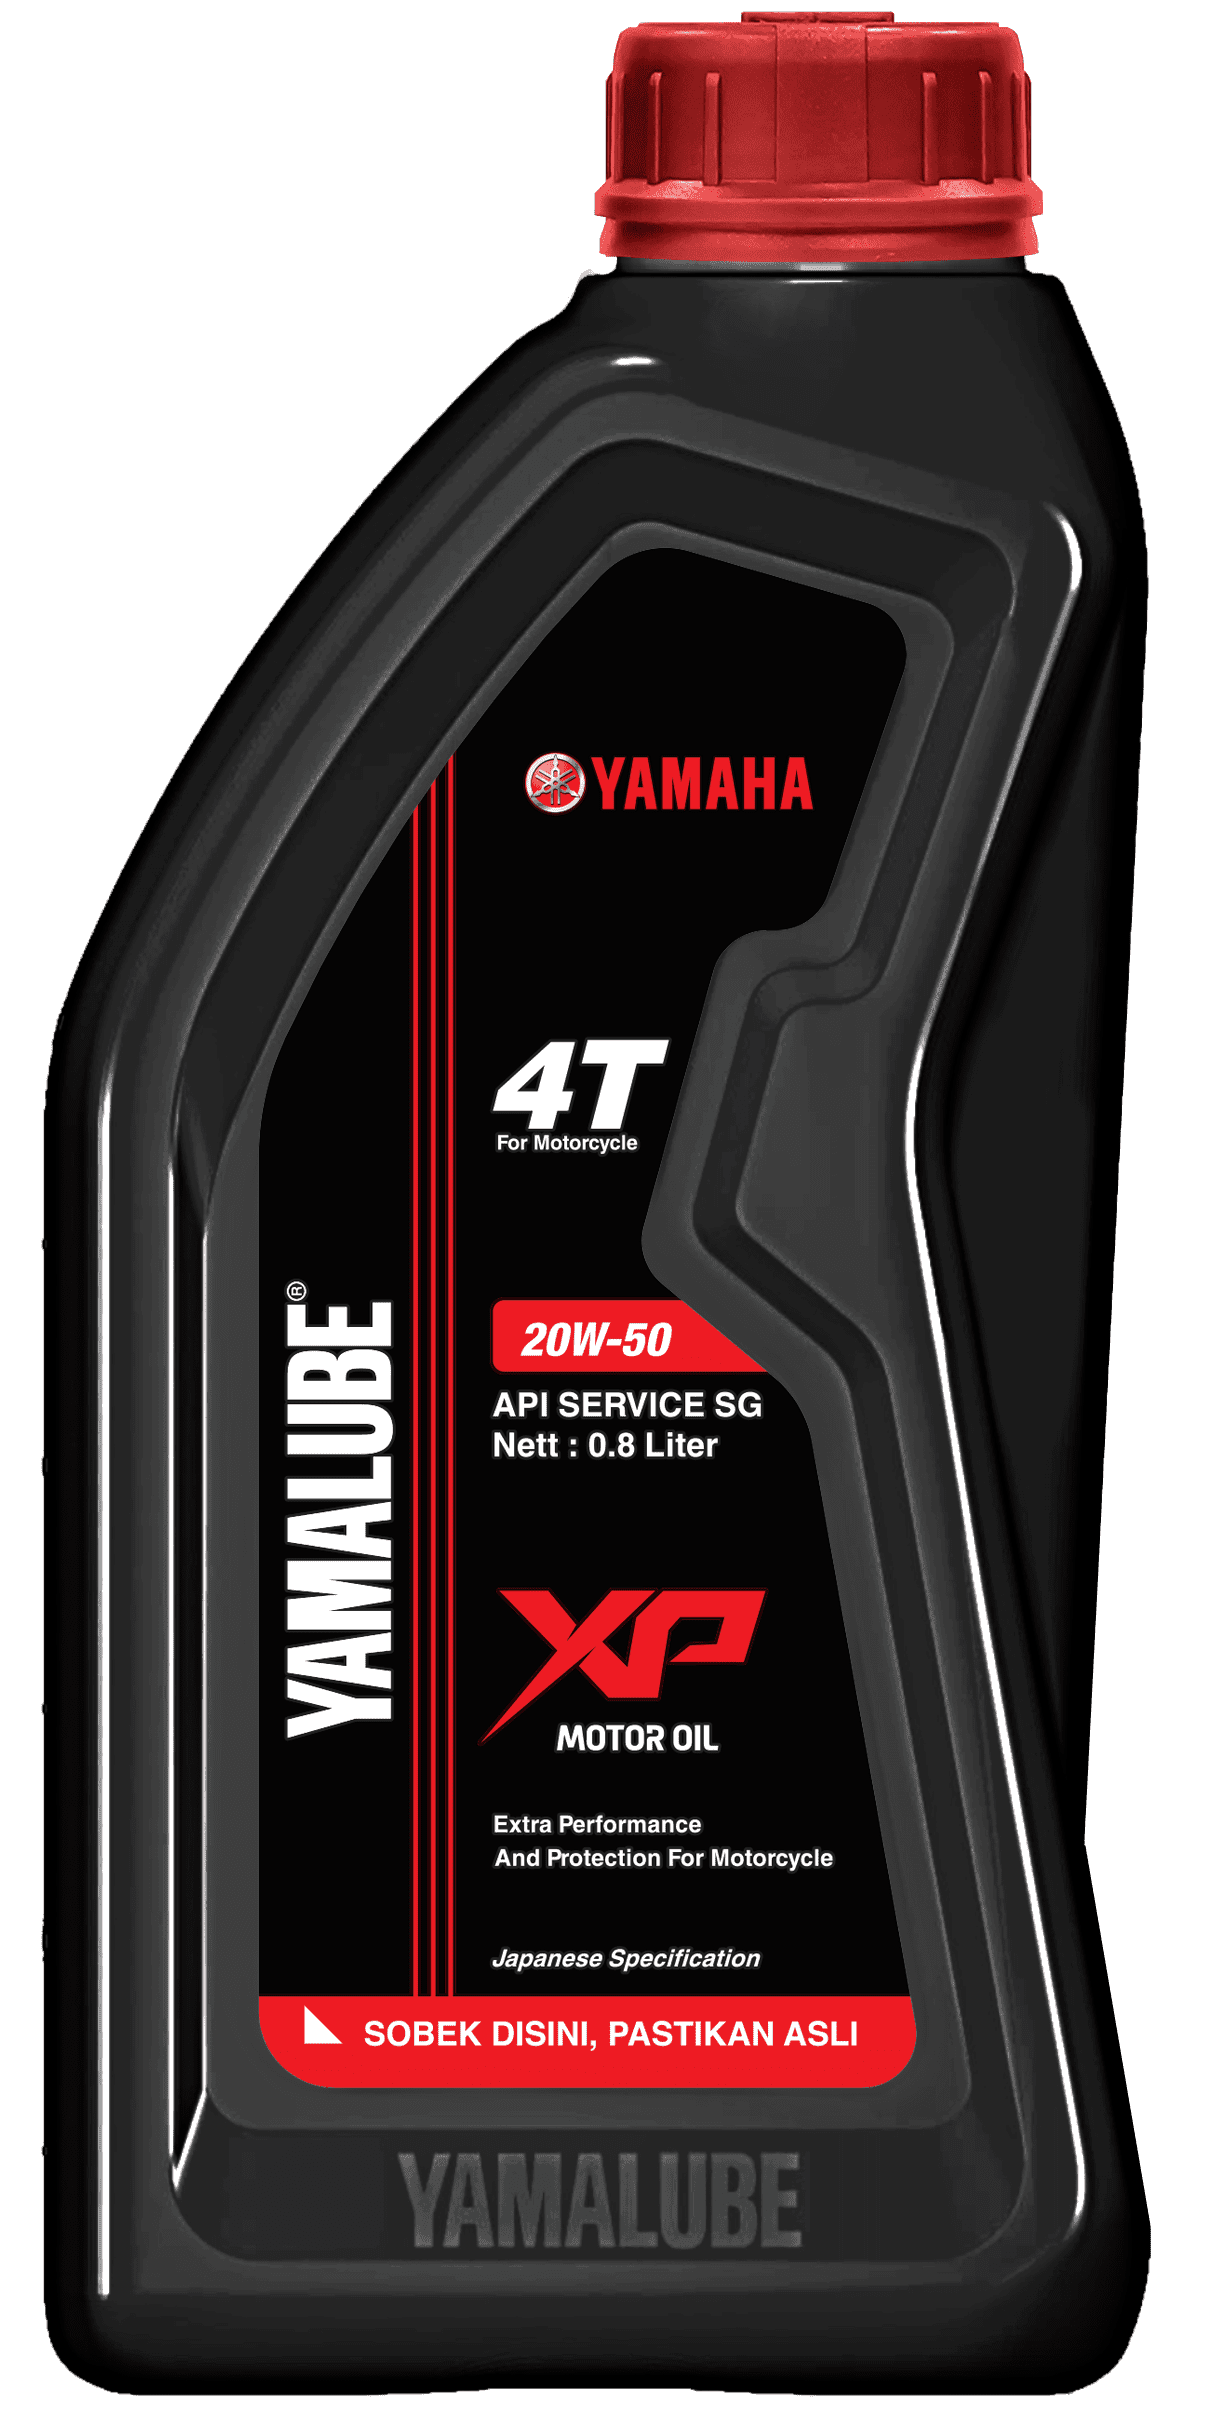 YAMAHA
4T
For Motorcycle
YAMALUBE®
20W-50
API SERVICE SG
Nett : 0.8 Liter
XP
MOTOR OIL
Extra Performance
And Protection For Motorcycle
Japanese Specification
SOBEK DISINI, PASTIKAN ASLI
YAMALUBE